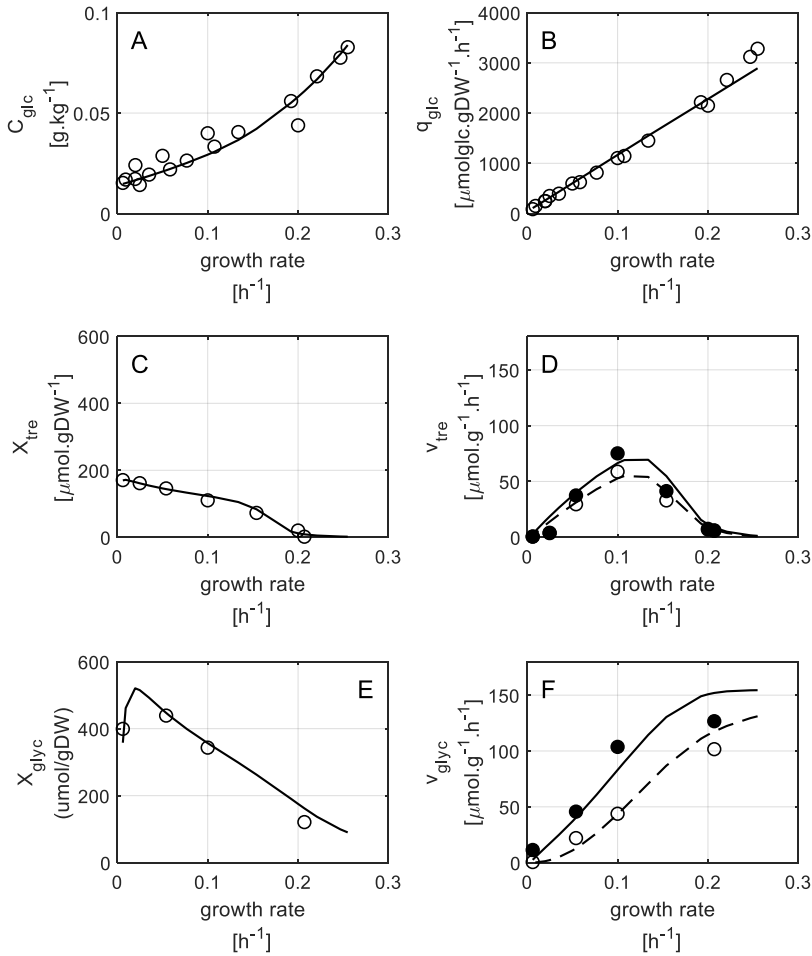 A
C_glc
[g.kg^-1]
0.1
0.05
0
0
0.1
0.2
0.3
growth rate
[h^-1]
B
q_glc
[μmolglc.gDW^-1.h^-1]
4000
3000
2000
1000
0
0
0.1
0.2
0.3
growth rate
[h^-1]
C
X_tre
[μmol.gDW^-1]
600
400
200
0
0
0.1
0.2
0.3
growth rate
[h^-1]
D
v_tre
[μmol.g^-1.h^-1]
150
100
50
0
0
0.1
0.2
0.3
growth rate
[h^-1]
E
X_glyc
(umol/gDW)
600
400
200
0
0
0.1
0.2
0.3
growth rate
[h^-1]
F
v_glyc
[μmol.g^-1.h^-1]
150
100
50
0
0
0.1
0.2
0.3
growth rate
[h^-1]